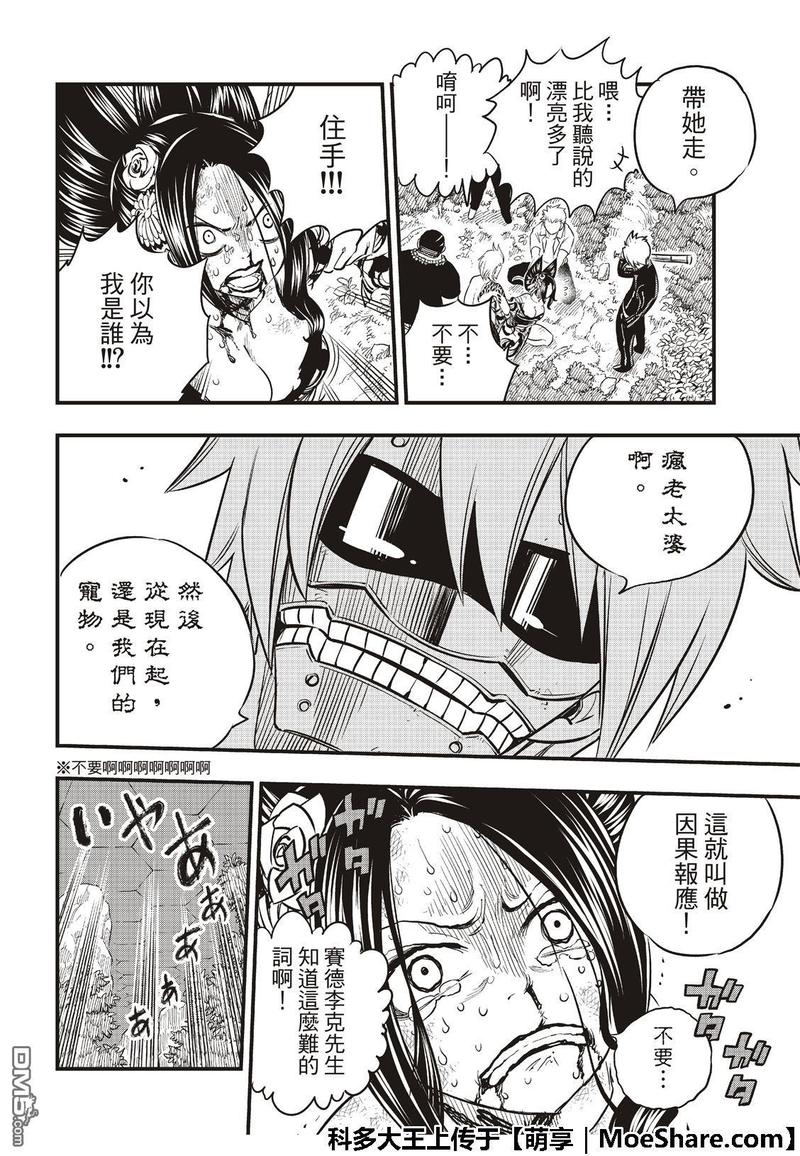 帶她走。
喂…
比我聽說的
漂亮多了
啊！
唷呵
——！
不…
不要…
住手!!!
你以為
我是誰!!?
瘋老太婆
啊。
然後
從現在起，
還是我們的
寵物。
這就叫做
因果報應！
ガタ
ガタ
不要…
ガタ
ガタ
賽德李克先生
知道這麼難的
詞啊！
※不要啊啊啊啊啊啊啊
いやああぁぁぁぁ
DM5.COM
科多大王上传于【萌享／MoeShare.com】